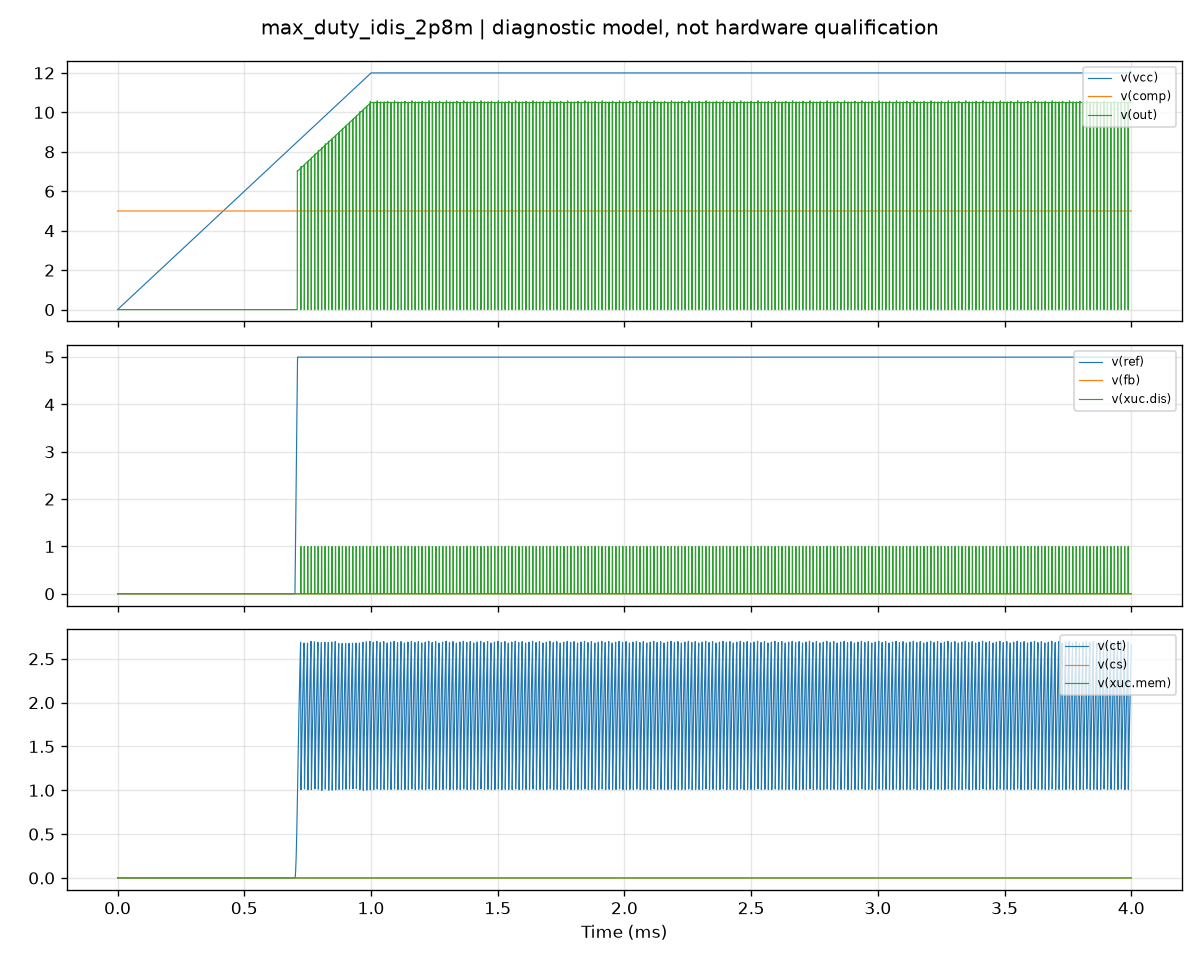 max_duty_idis_2p8m | diagnostic model, not hardware qualification
12
10
8
6
4
2
0
v(vcc)
v(comp)
v(out)
5
4
3
2
1
0
v(ref)
v(fb)
v(xuc.dis)
2.5
2.0
1.5
1.0
0.5
0.0
v(ct)
v(cs)
v(xuc.mem)
0.0 0.5 1.0 1.5 2.0 2.5 3.0 3.5 4.0
Time (ms)